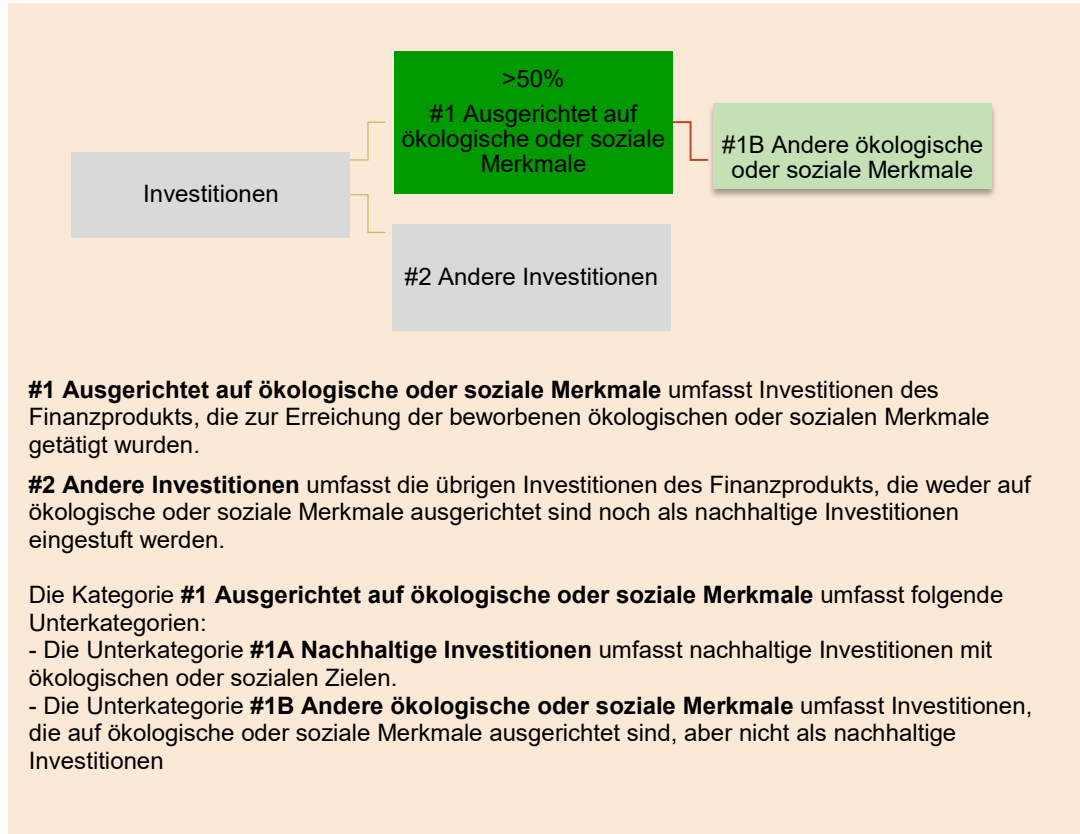 >50%
#1 Ausgerichtet auf
ökologische oder soziale
Merkmale
#1B Andere ökologische
oder soziale Merkmale
Investitionen
#2 Andere Investitionen
#1 Ausgerichtet auf ökologische oder soziale Merkmale umfasst Investitionen des
Finanzprodukts, die zur Erreichung der beworbenen ökologischen oder sozialen Merkmale
getätigt wurden.
#2 Andere Investitionen umfasst die übrigen Investitionen des Finanzprodukts, die weder auf
ökologische oder soziale Merkmale ausgerichtet sind noch als nachhaltige Investitionen
eingestuft werden.
Die Kategorie #1 Ausgerichtet auf ökologische oder soziale Merkmale umfasst folgende
Unterkategorien:
- Die Unterkategorie #1A Nachhaltige Investitionen umfasst nachhaltige Investitionen mit
ökologischen oder sozialen Zielen.
- Die Unterkategorie #1B Andere ökologische oder soziale Merkmale umfasst Investitionen,
die auf ökologische oder soziale Merkmale ausgerichtet sind, aber nicht als nachhaltige
Investitionen